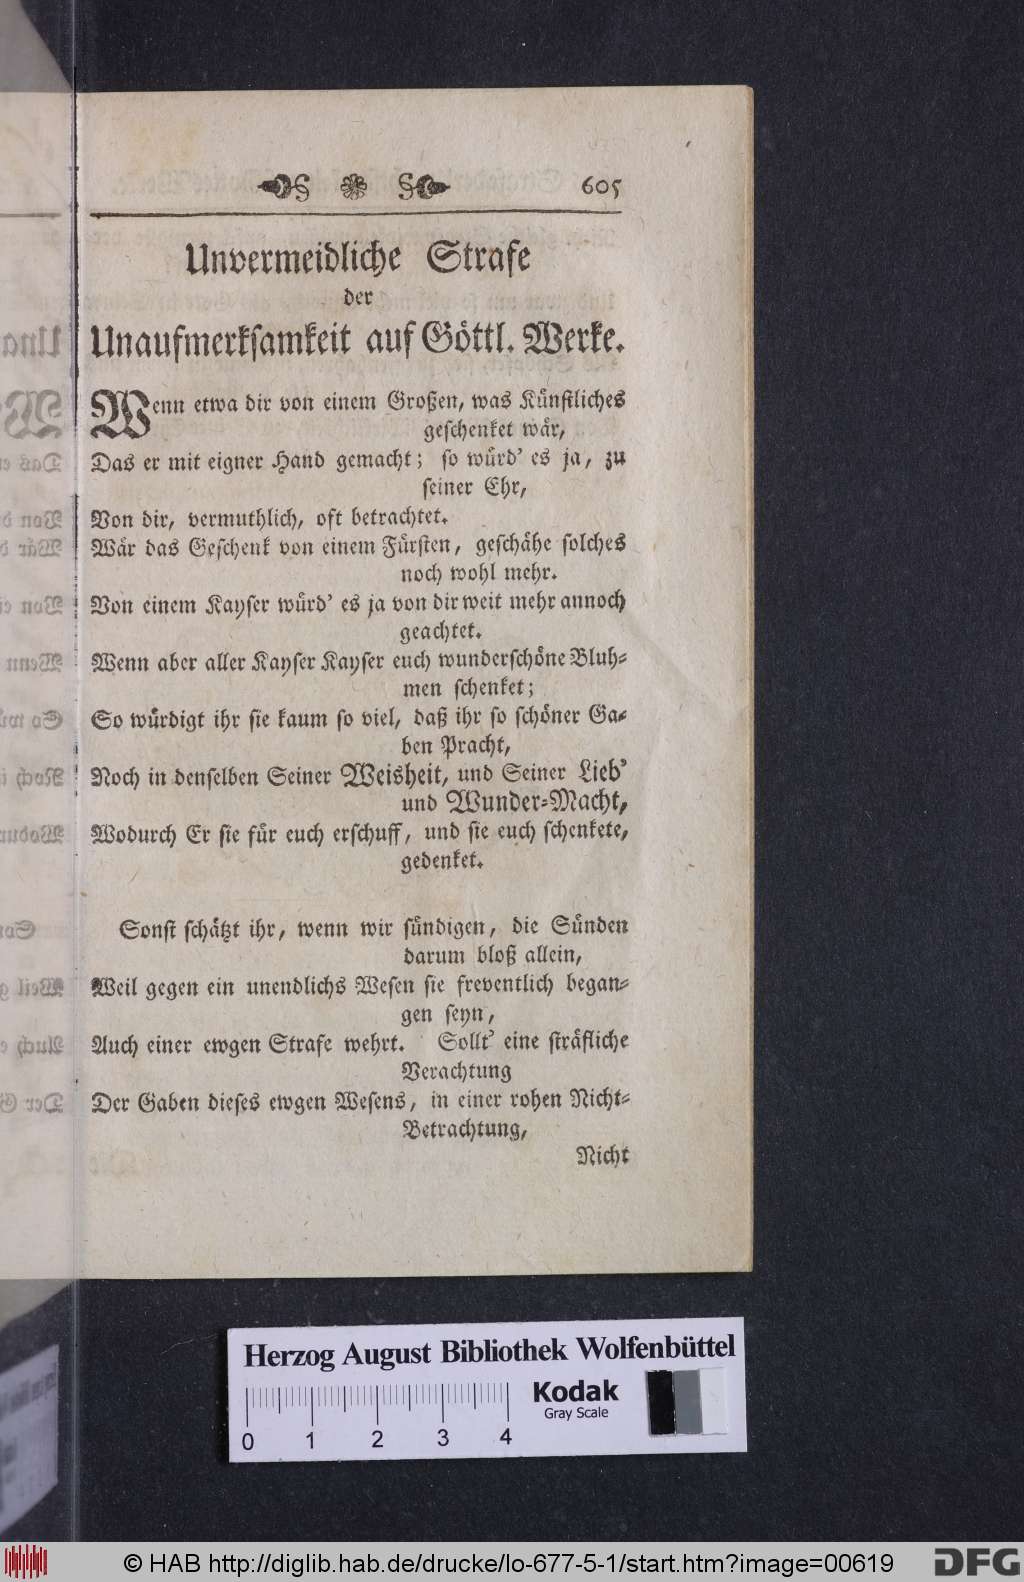 605
Unvermeidliche Strafe
der
Unaufmerksamkeit auf Göttl. Werke.
Wenn etwa dir von einem Großen, was Künstliches
geschenket wär,
Das er mit eigner Hand gemacht; so würd' es ja, zu
seiner Ehr,
Von dir, vermuthlich, oft betrachtet.
Wär das Geschenk von einem Fürsten, geschähe solches
noch wohl mehr.
Von einem Kayser würd' es ja von dir weit mehr annoch
geachtet.
Wenn aber aller Kayser Kayser euch wunderschöne Bluh-
men schenket;
So würdigt ihr sie kaum so viel, daß ihr so schöner Ga-
ben Pracht,
Noch in denselben Seiner Weisheit, und Seiner Lieb'
und Wunder-Macht,
Wodurch Er sie für euch erschuff, und sie euch schenkete,
gedenket.
Sonst schätzt ihr, wenn wir sündigen, die Sünden
darum bloß allein,
Weil gegen ein unendlichs Wesen sie freventlich began-
gen seyn,
Auch einer ewgen Strafe wehrt. Sollt' eine sträfliche
Verachtung
Der Gaben dieses ewgen Wesens, in einer rohen Nicht-
Betrachtung,
Nicht
Herzog August Bibliothek Wolfenbüttel
Kodak
Gray Scale
0 1 2 3 4
© HAB http://diglib.hab.de/drucke/lo-677-5-1/start.htm?image=00619
DFG